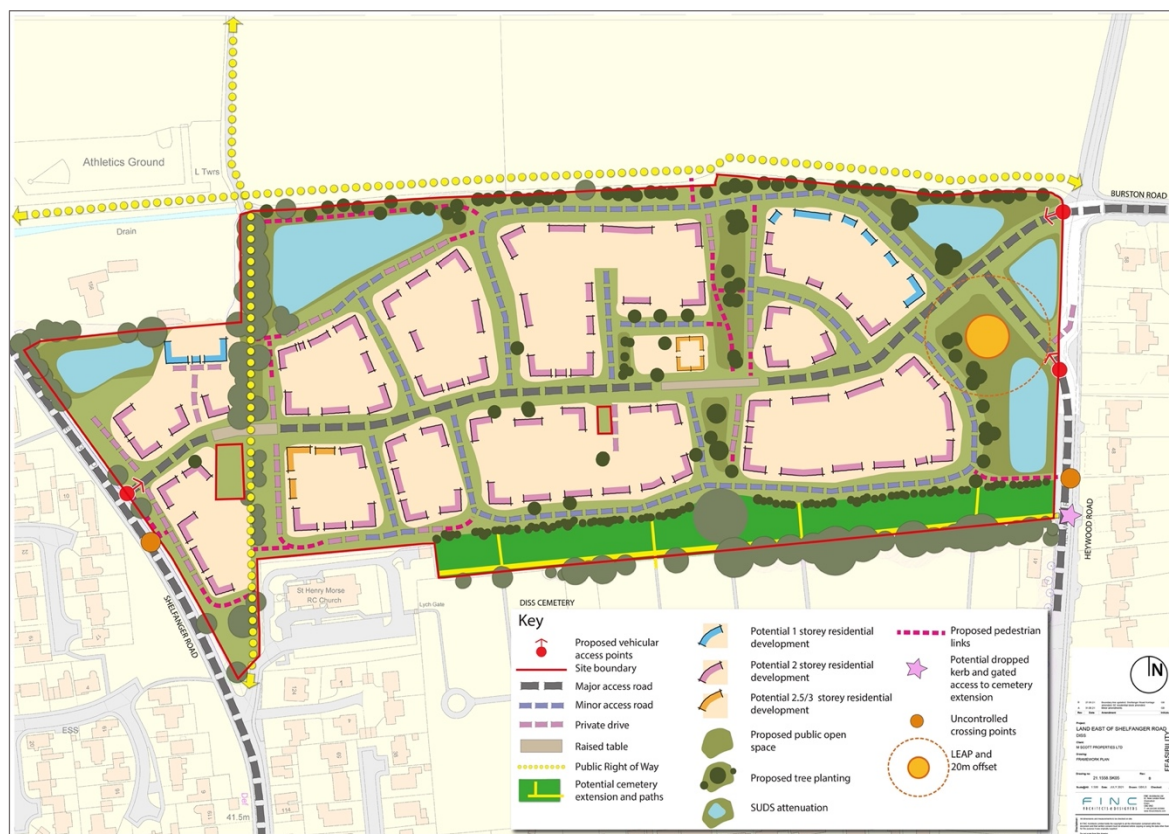 Athletics Ground
L Twrs
BURSTON ROAD
Drain
HEYWOOD ROAD
St Henry Morse
RC Church
Lych Gate
DISS CEMETERY
SHELFANGER ROAD
ESS
41.5m
Key
Proposed vehicular
access points
Site boundary
Major access road
Minor access road
Private drive
Raised table
Public Right of Way
Potential cemetery
extension and paths
Potential 1 storey residential
development
Potential 2 storey residential
development
Potential 2.5/3 storey residential
development
Proposed public open
space
Proposed tree planting
SUDS attenuation
Proposed pedestrian
links
Potential dropped
kerb and gated
access to cemetery
extension
Uncontrolled
crossing points
LEAP and
20m offset
N
LAND EAST OF SHELFANGER ROAD
DISS
M SCOTT PROPERTIES LTD
FRAMEWORK PLAN
FEASIBILITY
FINC
ARCHITECTS & DESIGNERS